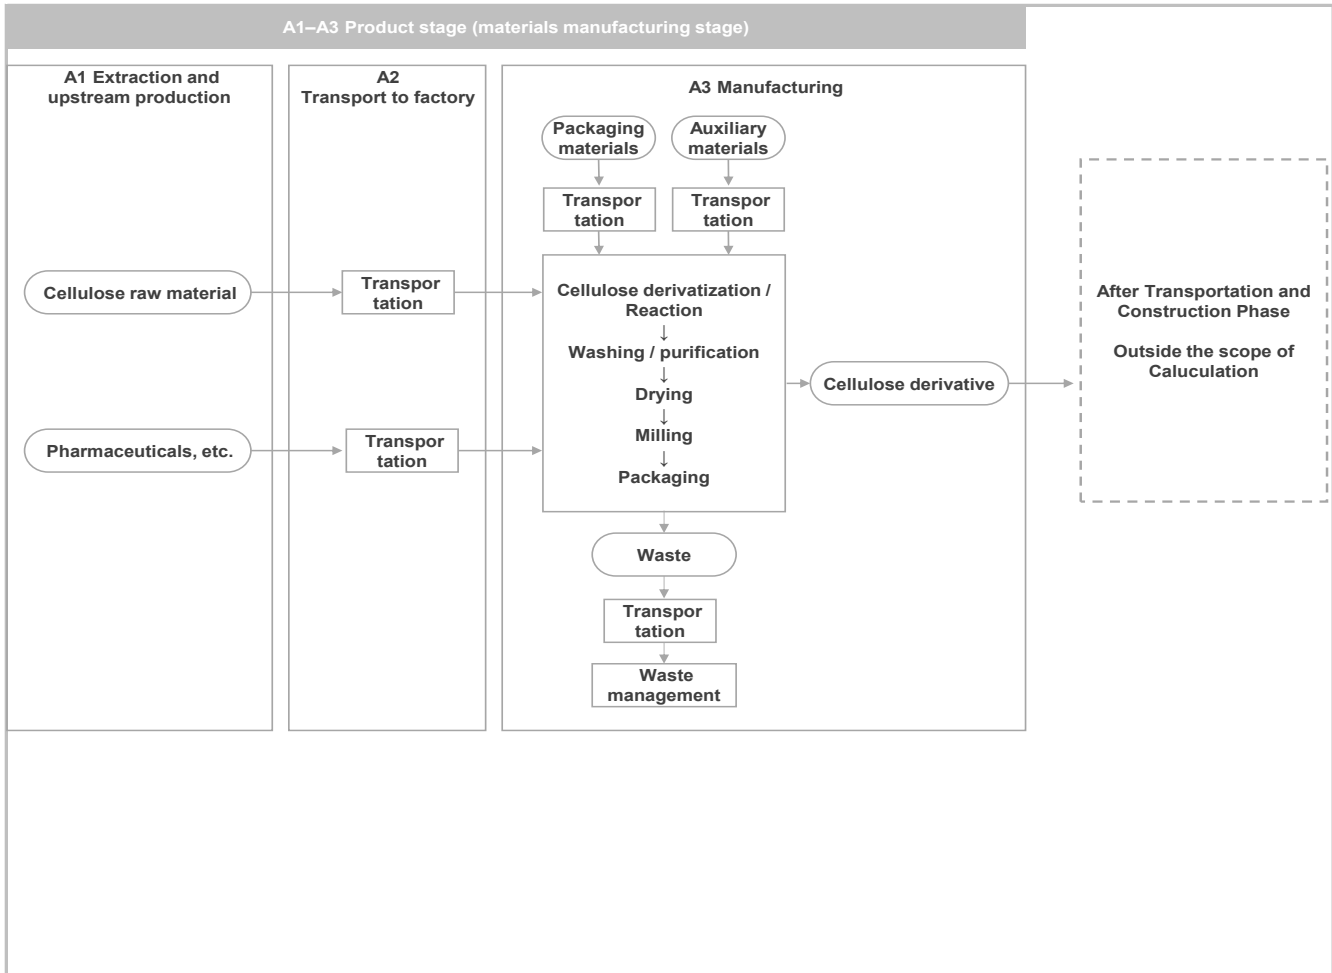 A1–A3 Product stage (materials manufacturing stage)
A1 Extraction and
upstream production
A2
Transport to factory
A3 Manufacturing
Packaging
materials
Auxiliary
materials
Transpor
tation
Transpor
tation
Cellulose raw material
Transpor
tation
Pharmaceuticals, etc.
Transpor
tation
Cellulose derivatization /
Reaction
↓
Washing / purification
↓
Drying
↓
Milling
↓
Packaging
Cellulose derivative
After Transportation and
Construction Phase
Outside the scope of
Caluculation
Waste
Transpor
tation
Waste
management